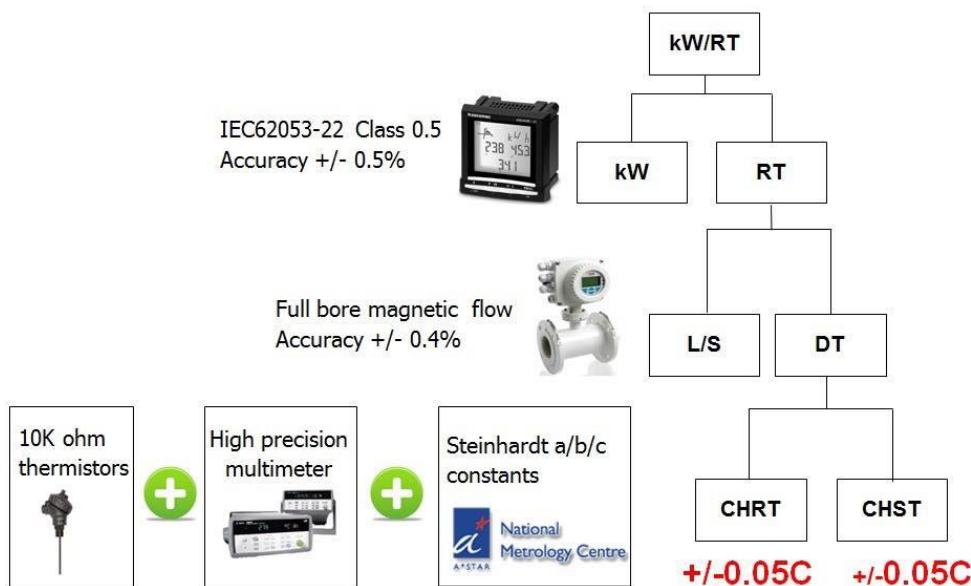 kW/RT
IEC62053-22 Class 0.5
Accuracy +/- 0.5%
kW
RT
Full bore magnetic flow
Accuracy +/- 0.4%
L/S
DT
10K ohm
thermistors
High precision
multimeter
Steinhardt a/b/c
constants
National
Metrology Centre
A*STAR
CHRT
CHST
+/-0.05C
+/-0.05C